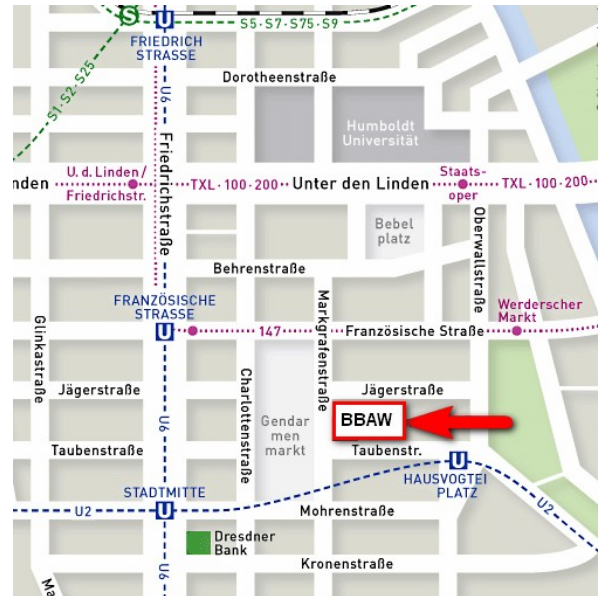 S
U
S5·S7·S75·S9
FRIEDRICH
STRASSE
S1·S2·S25
U6
Dorotheenstraße
Humboldt
Universität
Friedrichstraße
U. d. Linden /
Friedrichstr.
nden
TXL·100·200
Unter den Linden
Staats-
oper
TXL·100·200
Bebel
platz
Oberwallstraße
Behrenstraße
FRANZÖSISCHE
STRASSE
U
147
Markgrafenstraße
Französische Straße
Werderscher
Markt
Glinkastraße
Jägerstraße
Charlottenstraße
Jägerstraße
U6
Gendar
men
markt
BBAW
Taubenstraße
Taubenstr.
U
HAUSVOGTEI
PLATZ
STADTMITTE
U
U2
Mohrenstraße
U2
Dresdner
Bank
Kronenstraße
U6
Ma